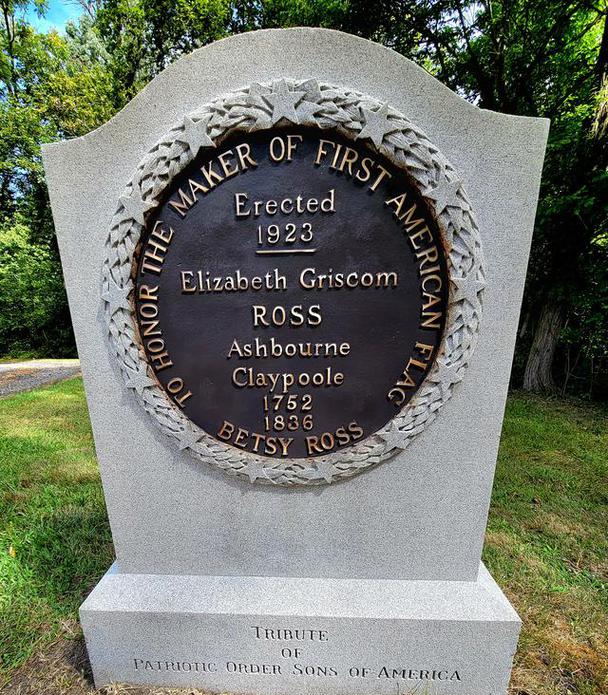 TO HONOR THE MAKER OF FIRST AMERICAN FLAG
Erected
1923
Elizabeth Griscom
ROSS
Ashbourne
Claypoole
1752
1836
BETSY ROSS
TRIBUTE
OF
PATRIOTIC ORDER SONS OF AMERICA